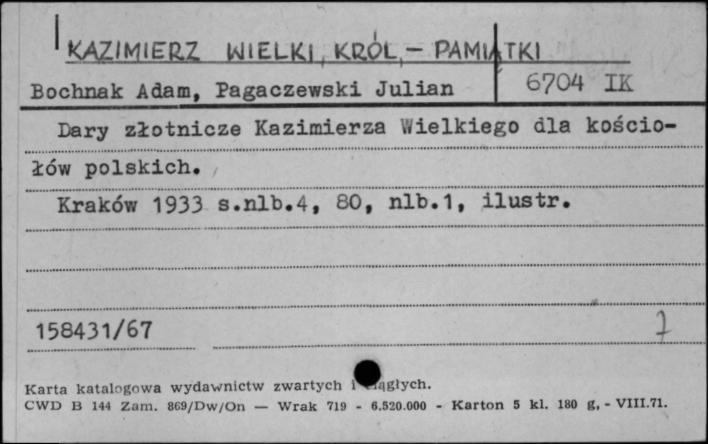 KAZIMIERZ WIELKI, KRÓL, - PAMIĄTKI
Bochnak Adam, Pagaczewski Julian
6704 IK
Dary złotnicze Kazimierza Wielkiego dla kościo-
łów polskich.
Kraków 1933 s.nlb.4, 80, nlb.1, ilustr.
158431/67
Karta katalogowa wydawnictw zwartych i ciągłych.
CWD B 144 Zam. 869/Dw/On — Wrak 719 - 6.520.000 - Karton 5 kl. 180 g, - VIII.71.